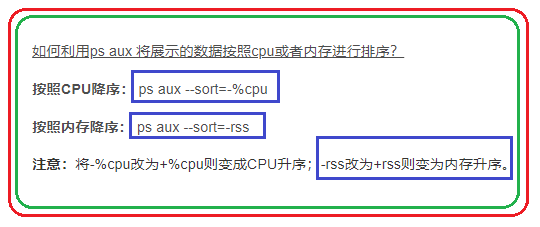 如何利用ps aux 将展示的数据按照cpu或者内存进行排序？
按照CPU降序： ps aux --sort=-%cpu
按照内存降序： ps aux --sort=-rss
注意：将-%cpu改为+%cpu则变成CPU升序；-rss改为+rss则变为内存升序。